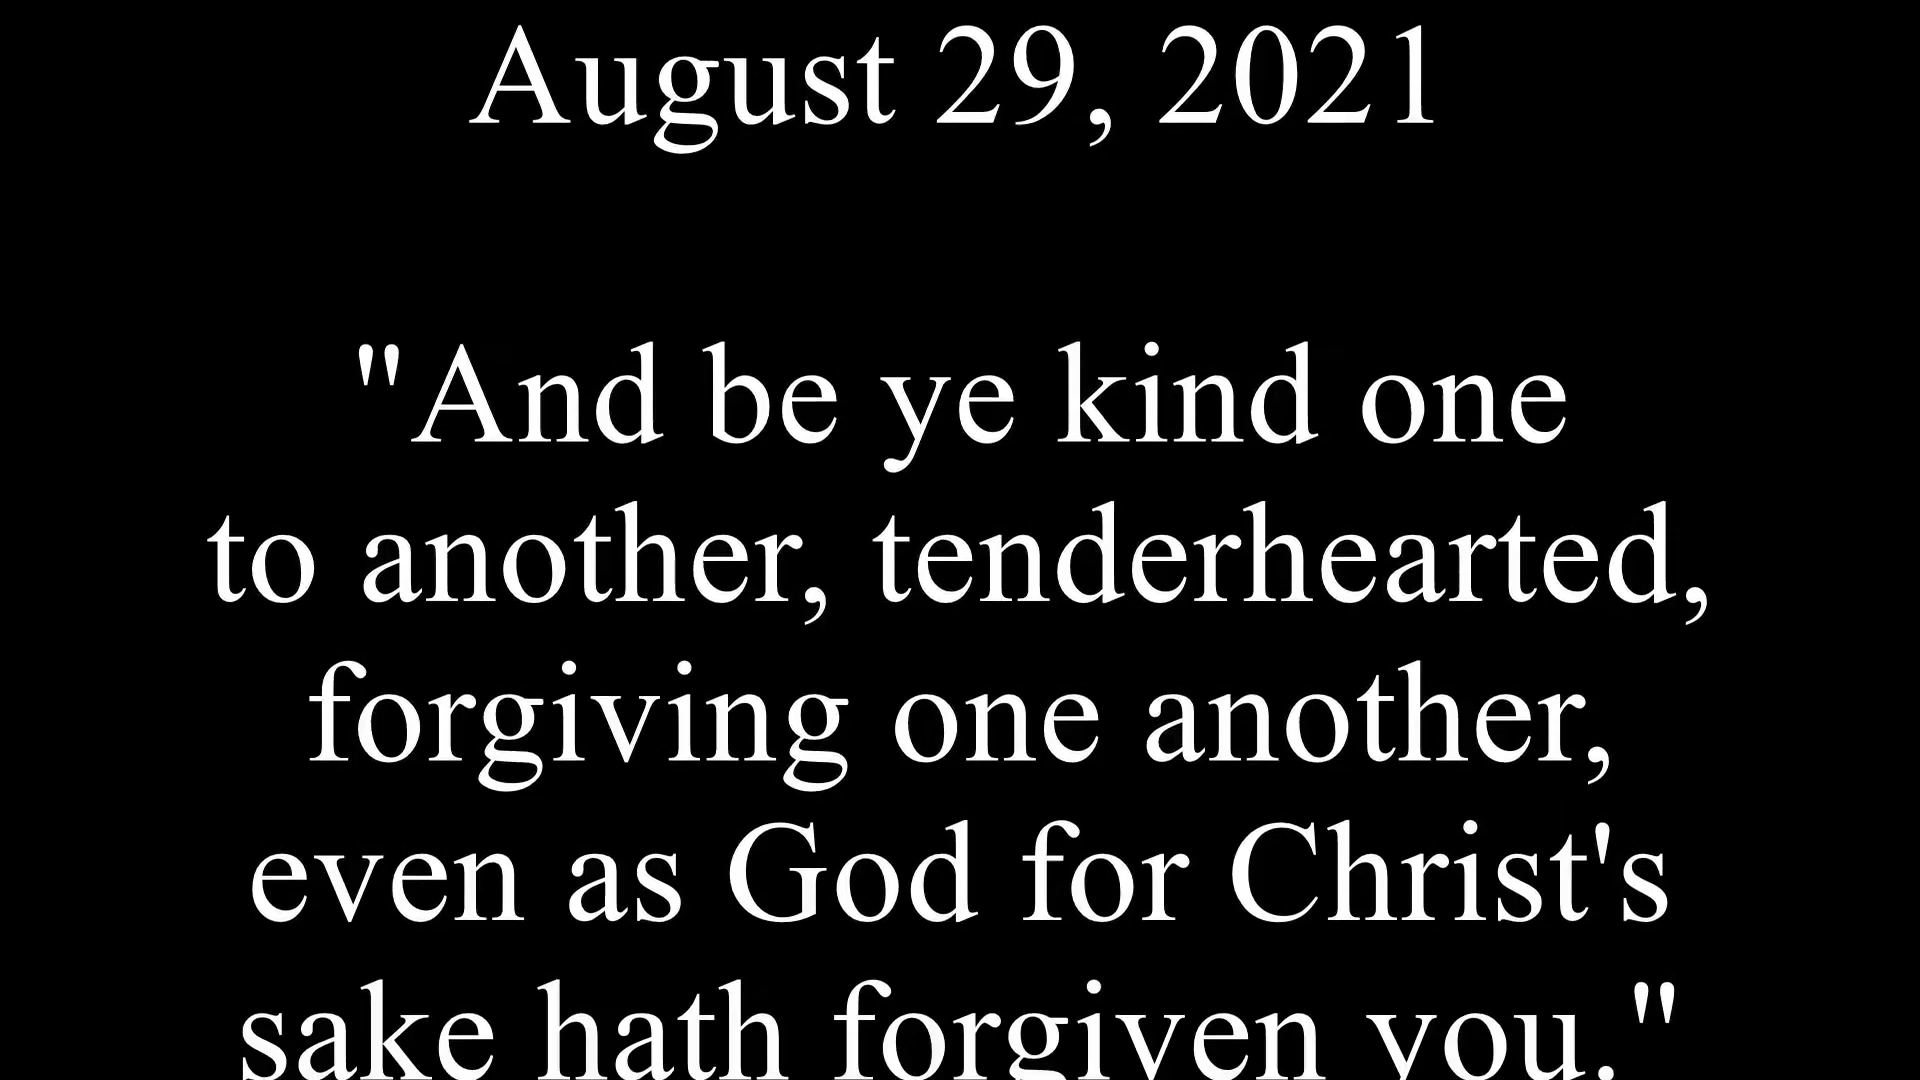 August 29, 2021
"And be ye kind one
to another, tenderhearted,
forgiving one another,
even as God for Christ's
sake hath forgiven you."